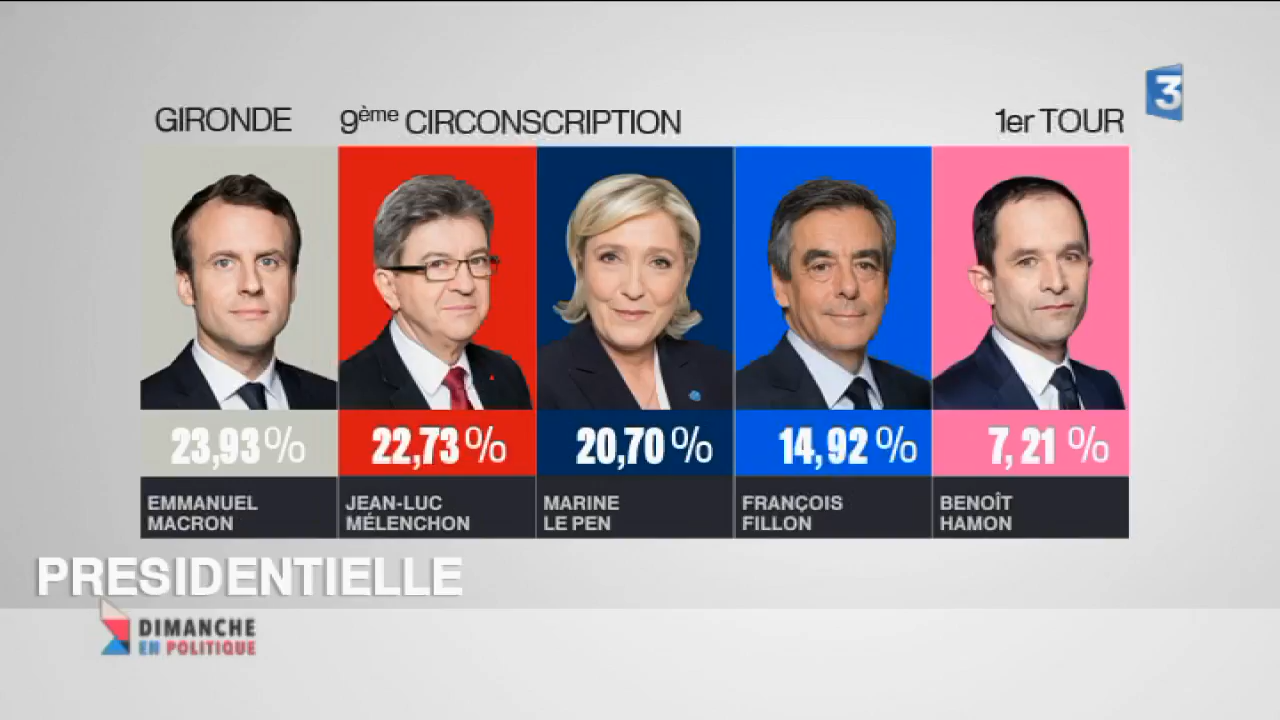 3
GIRONDE 9ème CIRCONSCRIPTION 1er TOUR
23,93 % 22,73 % 20,70 % 14,92 % 7,21 %
EMMANUEL MACRON
JEAN-LUC MÉLENCHON
MARINE LE PEN
FRANÇOIS FILLON
BENOÎT HAMON
PRESIDENTIELLE
DIMANCHE
EN POLITIQUE